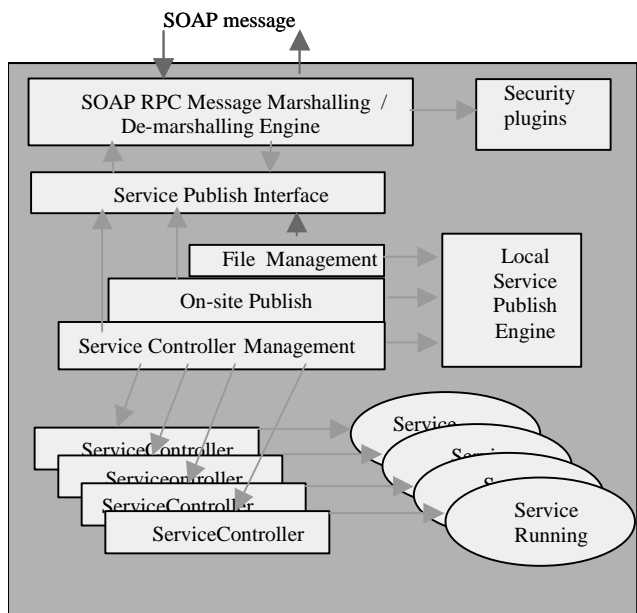 SOAP message
SOAP RPC Message Marshalling /
De-marshalling Engine
Security
plugins
Service Publish Interface
File Management
Local
Service
Publish
Engine
On-site Publish
Service Controller Management
Service
ServiceController
Serviceontroller
ServiceController
ServiceController
Service
Running